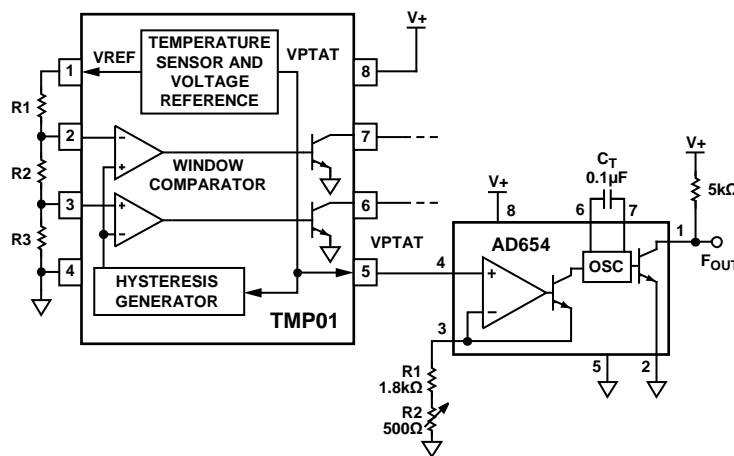 V+
TEMPERATURE
SENSOR AND
VOLTAGE
REFERENCE
VREF
VPTAT
1
8
R1
2
7
R2
WINDOW
COMPARATOR
3
6
R3
4
HYSTERESIS
GENERATOR
5
VPTAT
TMP01
V+
8
CT
0.1µF
6
7
V+
5kΩ
1
FOUT
AD654
OSC
4
3
5
2
R1
1.8kΩ
R2
500Ω